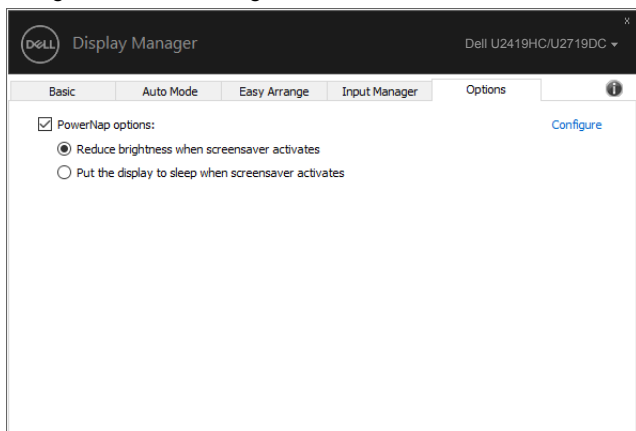 x
DELL Display Manager Dell U2419HC/U2719DC
Basic Auto Mode Easy Arrange Input Manager Options i
PowerNap options: Configure
Reduce brightness when screensaver activates
Put the display to sleep when screensaver activates